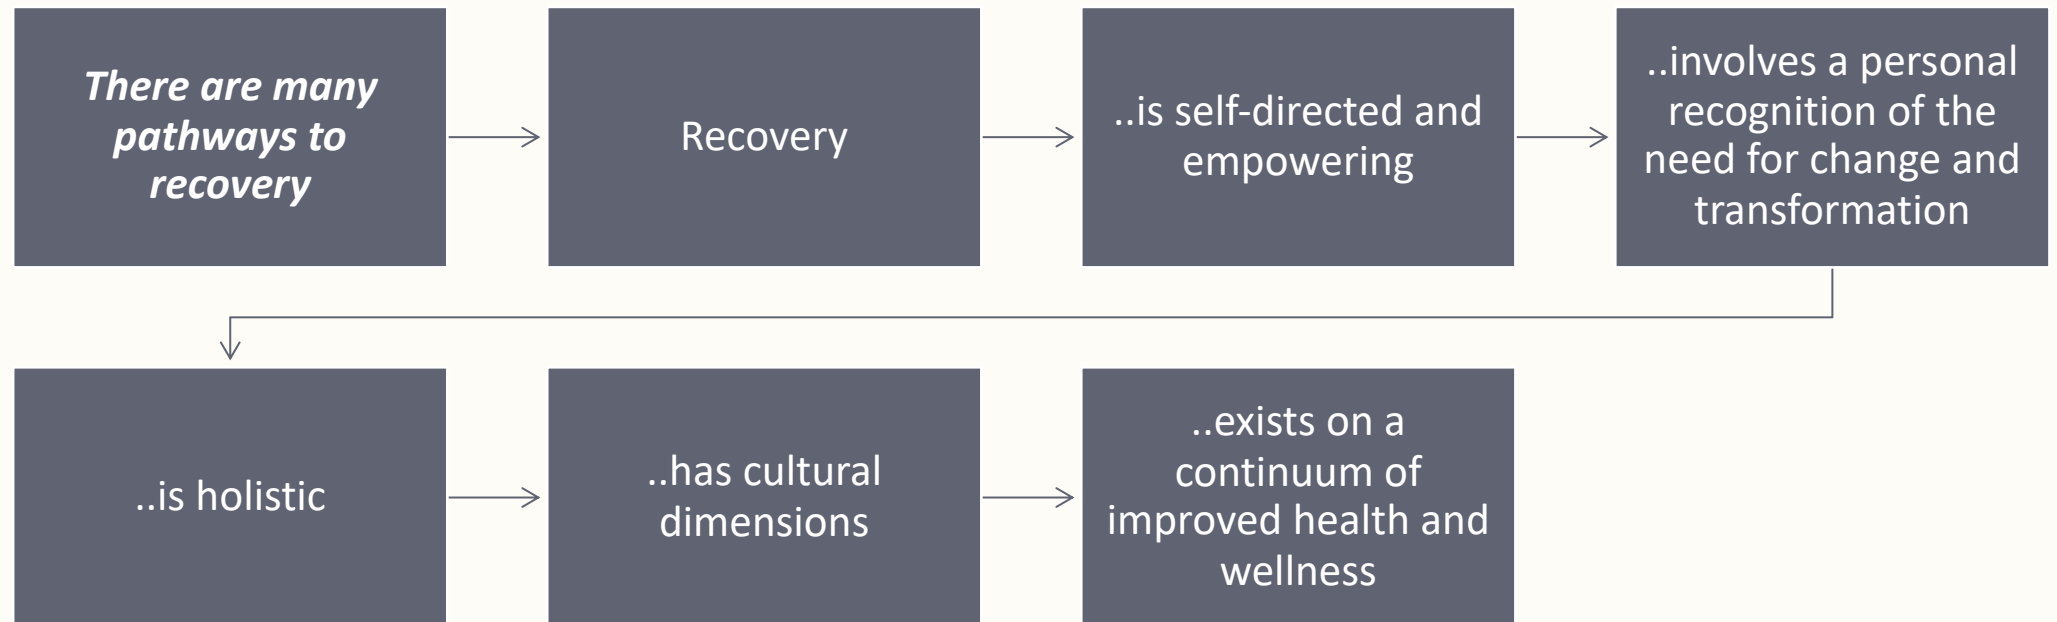 There are many
pathways to
recovery
Recovery
..is self-directed and
empowering
..involves a personal
recognition of the
need for change and
transformation
..is holistic
..has cultural
dimensions
..exists on a
continuum of
improved health and
wellness